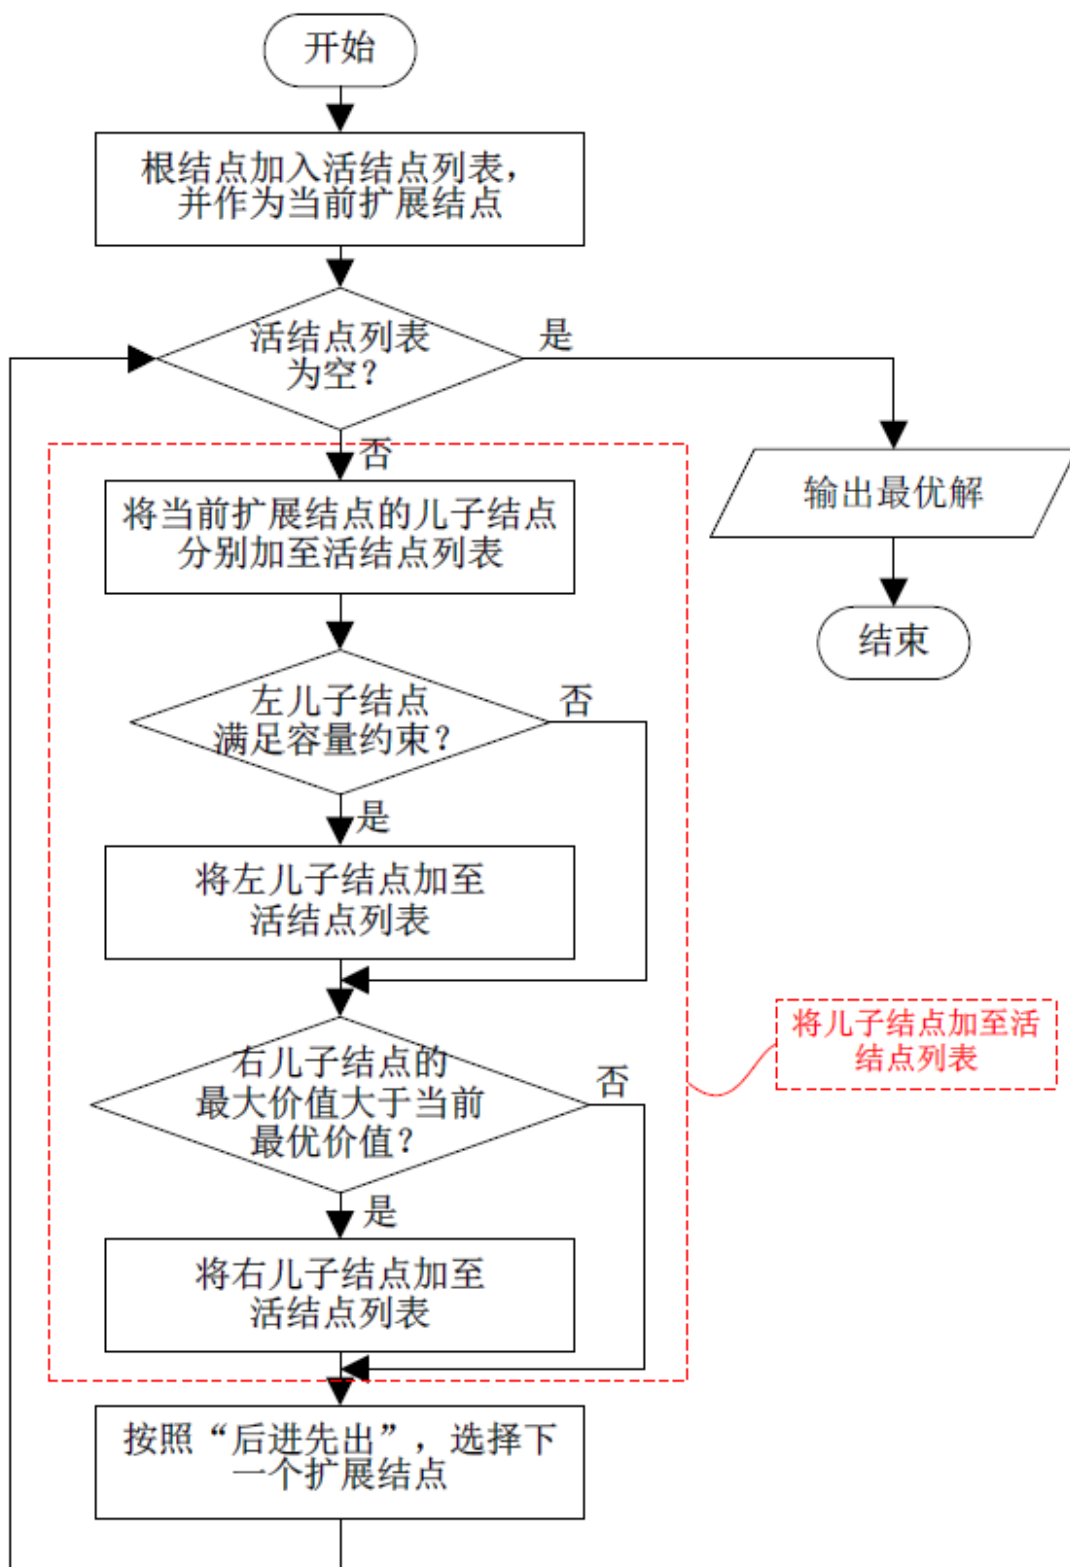 开始
根结点加入活结点列表，
并作为当前扩展结点
活结点列表
为空？
是
否
将当前扩展结点的儿子结点
分别加至活结点列表
输出最优解
结束
左儿子结点
满足容量约束？
否
是
将左儿子结点加至
活结点列表
右儿子结点的
最大价值大于当前
最优价值？
否
是
将儿子结点加至活
结点列表
将右儿子结点加至
活结点列表
按照“后进先出”，选择下
一个扩展结点